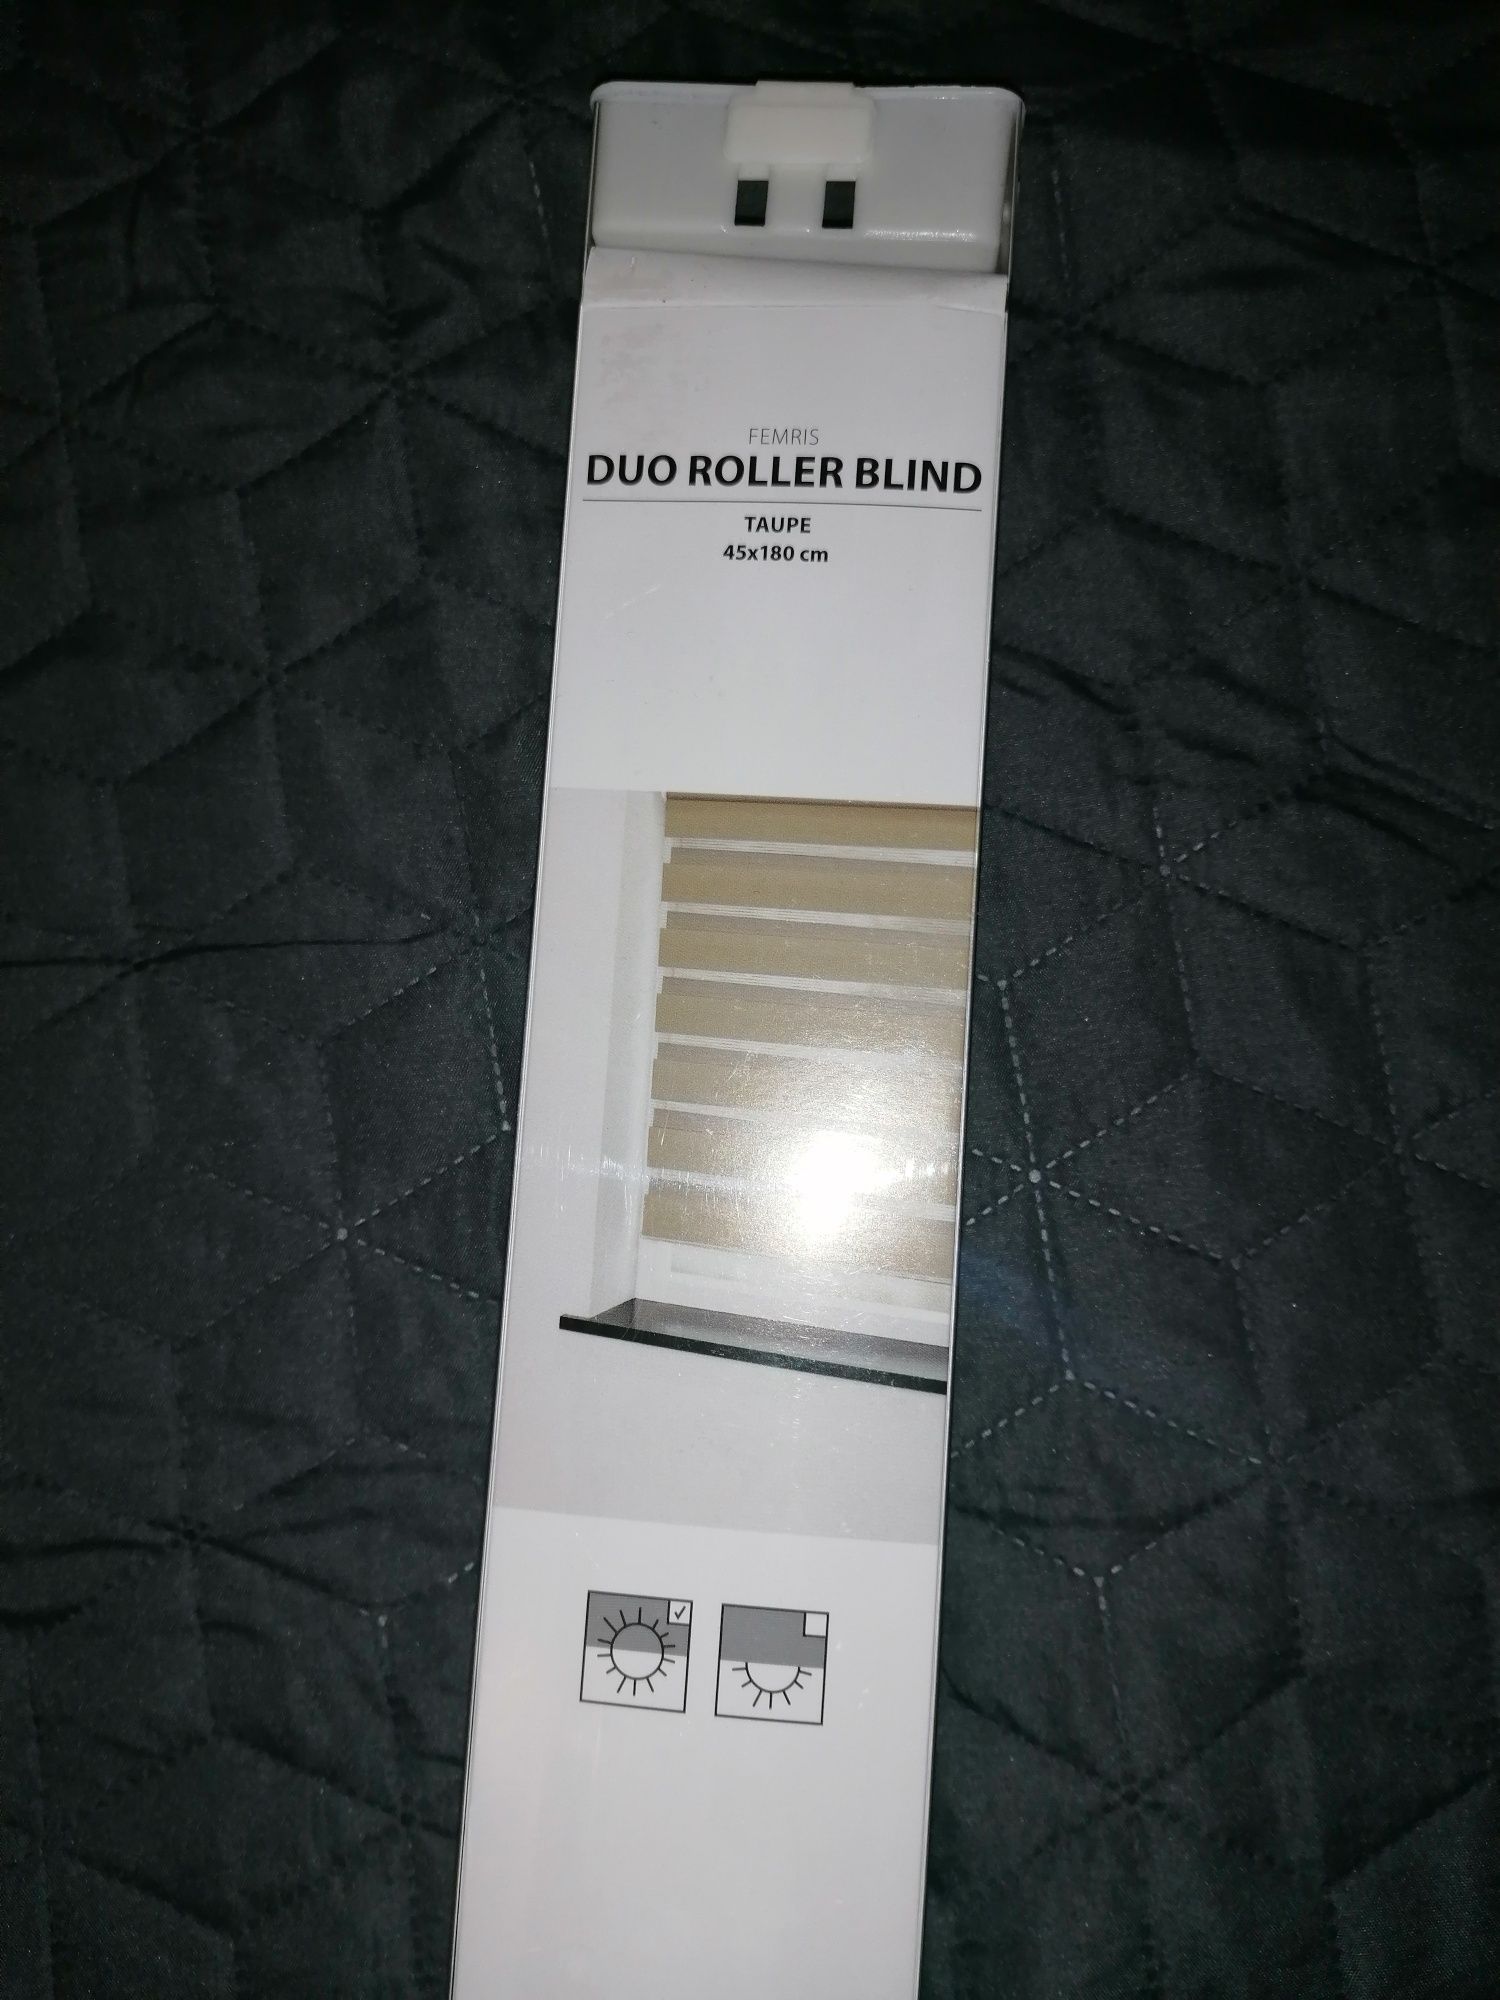 FEMRIS
DUO ROLLER BLIND
TAUPE
45x180 cm